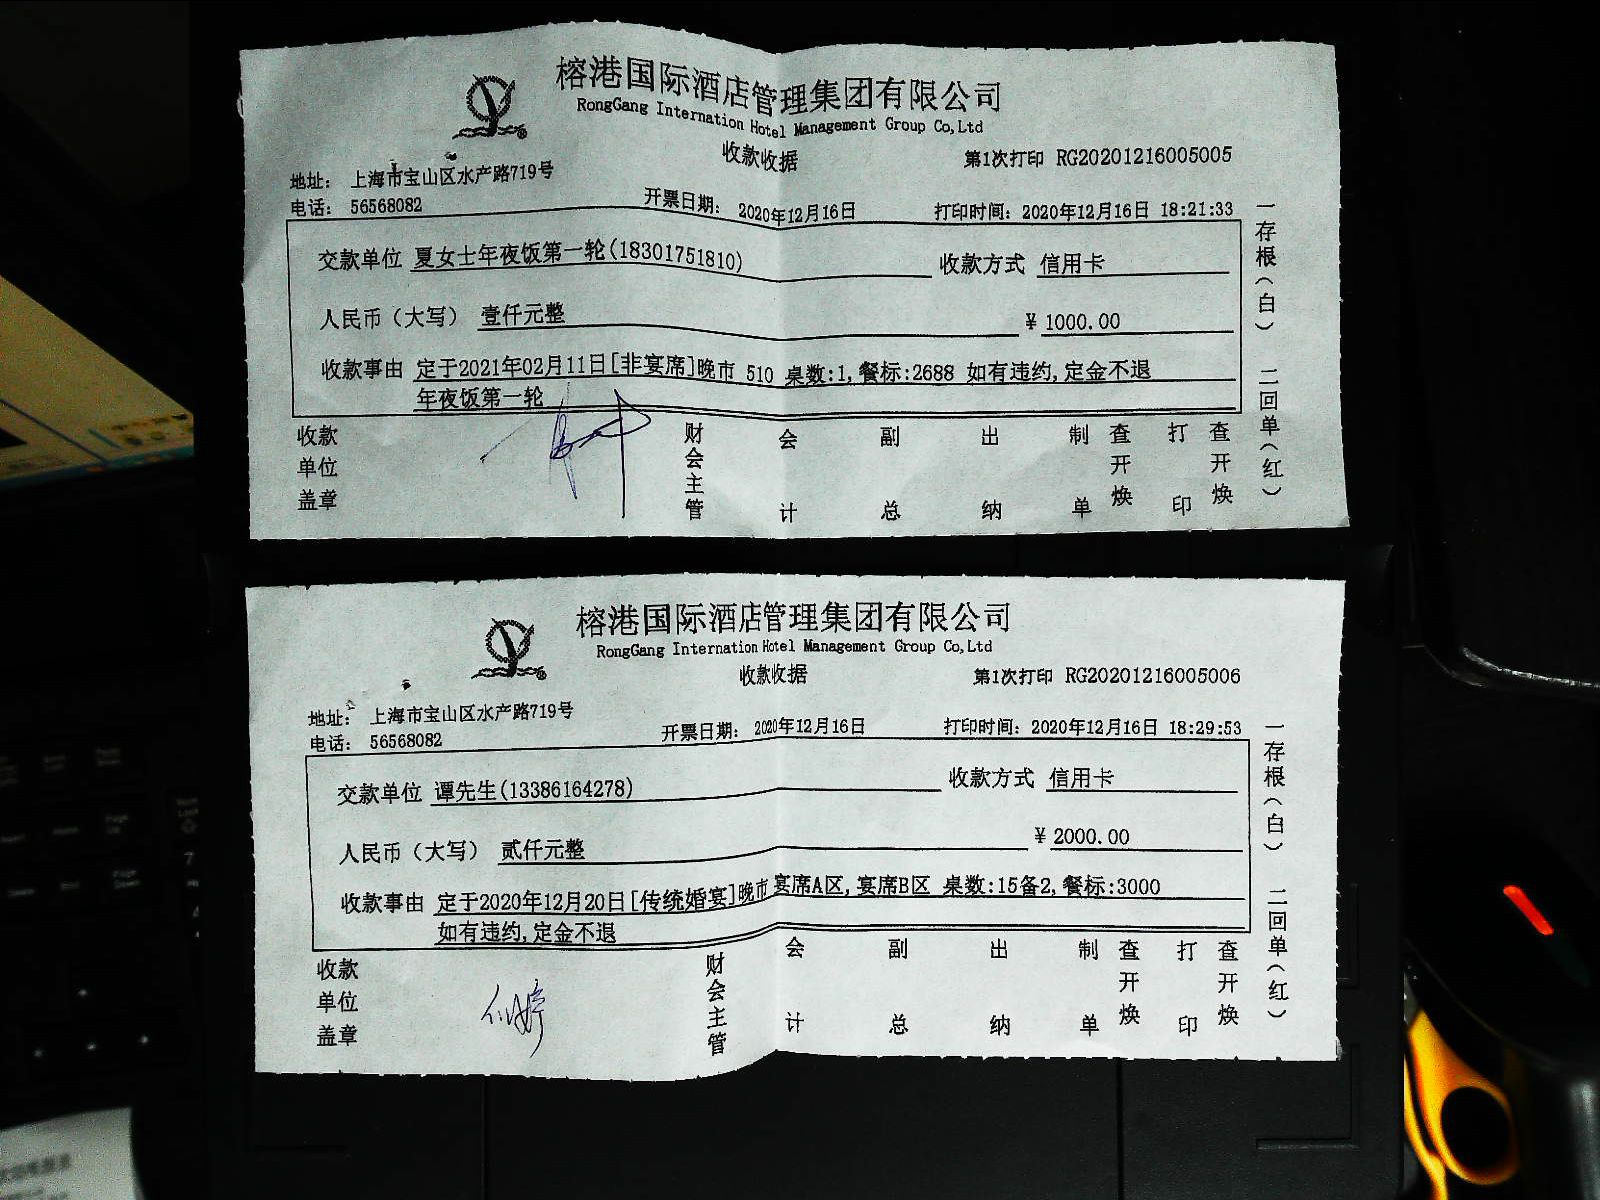 榕港国际酒店管理集团有限公司
RongGang Internation Hotel Management Group Co,Ltd
收款收据
第1次打印 RG20201216005005
地址： 上海市宝山区水产路719号
电话： 56568082
开票日期： 2020年12月16日
打印时间：2020年12月16日 18:21:33
交款单位 夏女士年夜饭第一轮(18301751810)
收款方式 信用卡
人民币（大写） 壹仟元整
¥ 1000.00
收款事由 定于2021年02月11日[非宴席]晚市 510 桌数:1,餐标:2688 如有违约,定金不退
年夜饭第一轮
收款单位盖章
财会主管
会计
副总
出纳
制单
查开焕
打印
查开焕
一存根（白） 二回单（红）
榕港国际酒店管理集团有限公司
RongGang Internation Hotel Management Group Co,Ltd
收款收据
第1次打印 RG20201216005006
地址： 上海市宝山区水产路719号
电话： 56568082
开票日期： 2020年12月16日
打印时间：2020年12月16日 18:29:53
交款单位 谭先生(13386164278)
收款方式 信用卡
人民币（大写） 贰仟元整
¥ 2000.00
收款事由 定于2020年12月20日[传统婚宴]晚市 宴席A区,宴席B区 桌数:15备2,餐标:3000
如有违约,定金不退
收款单位盖章
财会主管
会计
副总
出纳
制单
查开焕
打印
查开焕
一存根（白） 二回单（红）